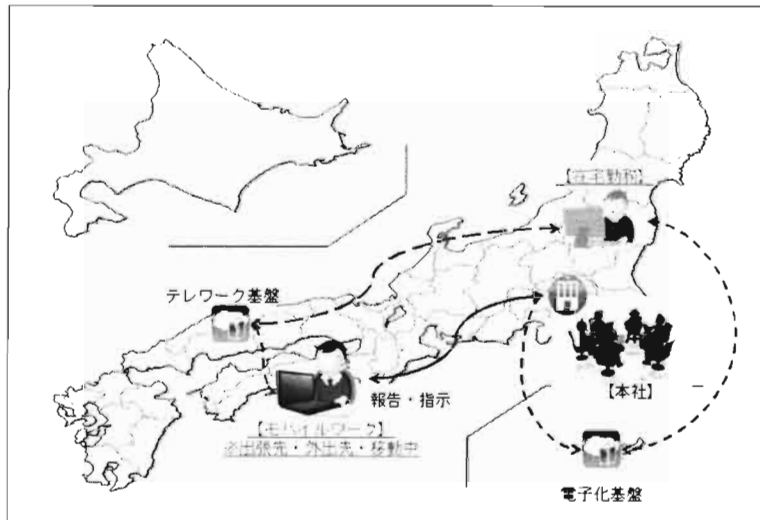 【在宅勤務】
テレワーク基盤
報告・指示
【本社】
【モバイルワーク】
※出張先・外出先・移動中
電子化基盤